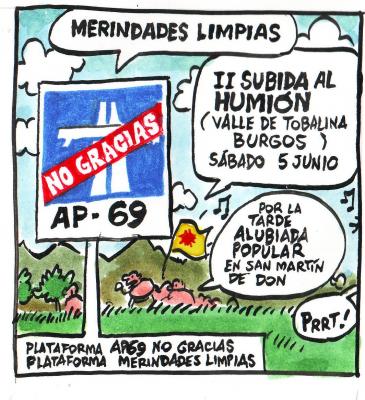 MERINDADES LIMPIAS
II SUBIDA AL
HUMIÓN
(VALLE DE TOBALINA
BURGOS)
SÁBADO 5 JUNIO
NO GRACIAS
AP-69
POR LA
TARDE
ALUBIADA
POPULAR
EN SAN MARTÍN
DE DON
PRRT.!
PLATAFORMA AP69 NO GRACIAS
PLATAFORMA MERINDADES LIMPIAS